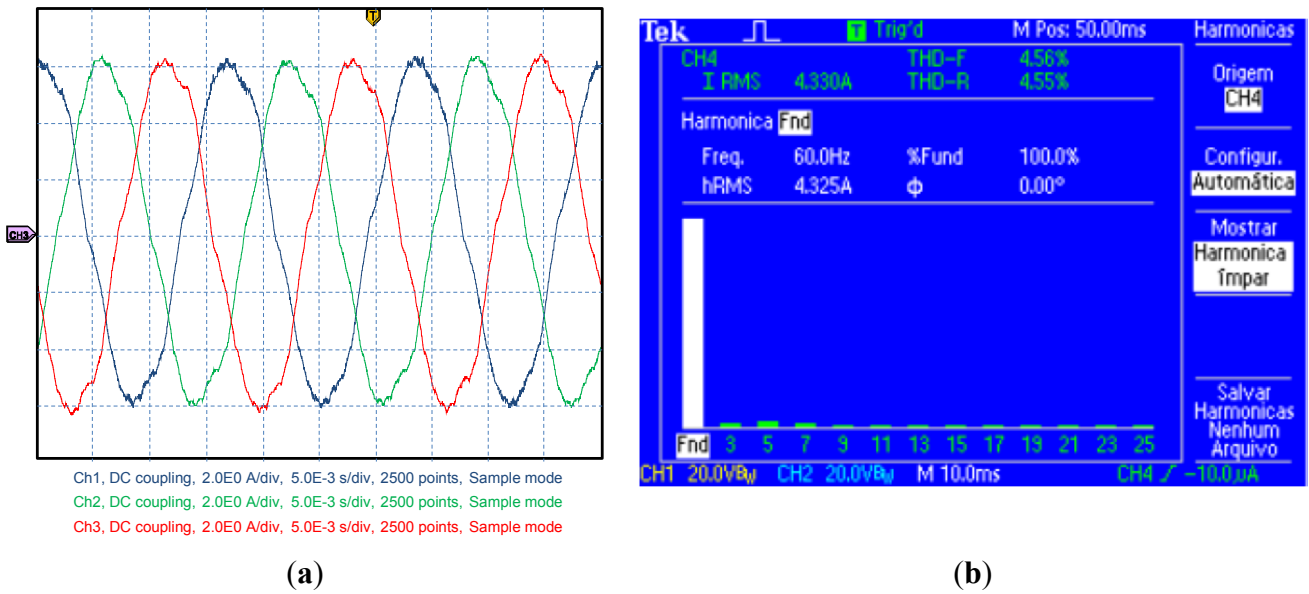 T
CH3
Ch1, DC coupling, 2.0E0 A/div, 5.0E-3 s/div, 2500 points, Sample mode
Ch2, DC coupling, 2.0E0 A/div, 5.0E-3 s/div, 2500 points, Sample mode
Ch3, DC coupling, 2.0E0 A/div, 5.0E-3 s/div, 2500 points, Sample mode
(a)
Tek T Trig'd M Pos: 50.00ms Harmonicas
CH4 THD-F 4.56%
I RMS 4.330A THD-R 4.55%
Harmonica Fnd
Freq. 60.0Hz %Fund 100.0%
hRMS 4.325A Φ 0.00°
Origem
CH4
Configur.
Automática
Mostrar
Harmonica
ímpar
Salvar
Harmonicas
Nenhum
Arquivo
Fnd 3 5 7 9 11 13 15 17 19 21 23 25
CH1 20.0VBW CH2 20.0VBW M 10.0ms CH4 -10.0µA
(b)